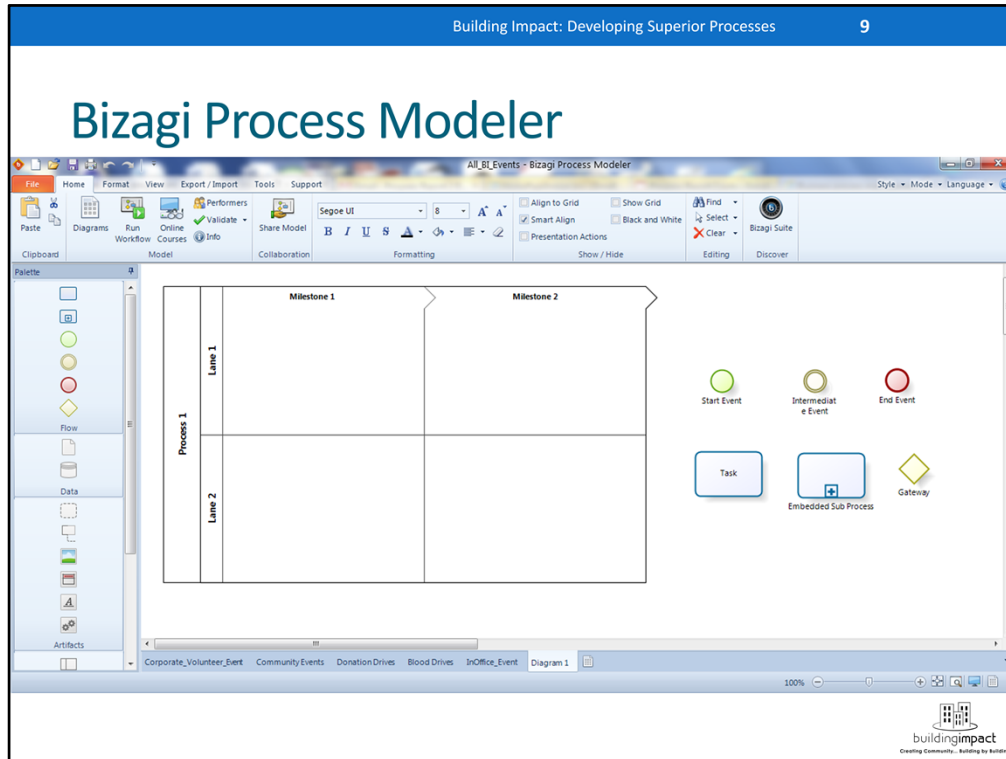 Building Impact: Developing Superior Processes 9
Bizagi Process Modeler
All_BI_Events - Bizagi Process Modeler
File Home Format View Export / Import Tools Support Style Mode Language
Paste
Clipboard
Diagrams
Run Workflow
Online Courses
Performers
Validate
Info
Model
Share Model
Collaboration
Segoe UI 8 A A
B I U S A
Formatting
Align to Grid Show Grid
Smart Align Black and White
Presentation Actions
Show / Hide
Find
Select
Clear
Editing
Bizagi Suite
Discover
Palette
Flow
Data
A
Artifacts
Milestone 1 Milestone 2
Process 1
Lane 1
Lane 2
Start Event
Intermediat
e Event
End Event
Task
Embedded Sub Process
Gateway
Corporate_Volunteer_Event Community Events Donation Drives Blood Drives InOffice_Event Diagram 1
100%
buildingimpact
Creating Community... Building by Buildin